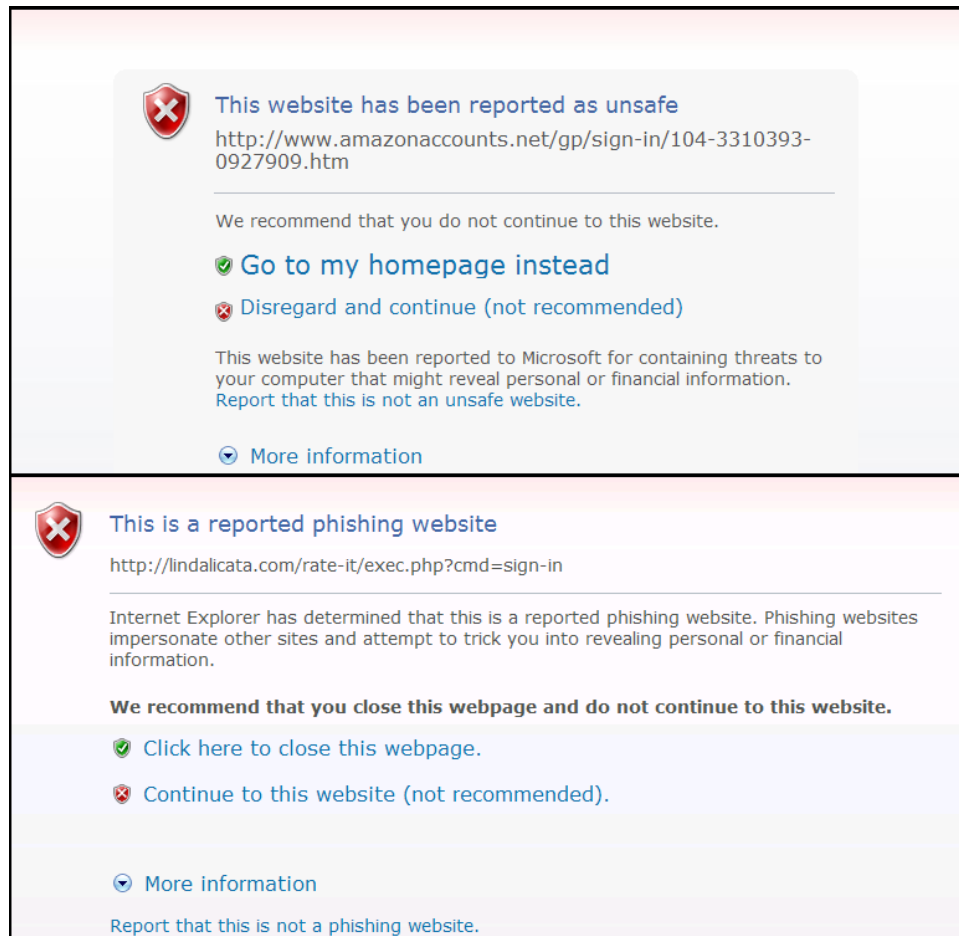 This website has been reported as unsafe
http://www.amazonaccounts.net/gp/sign-in/104-3310393-
0927909.htm
We recommend that you do not continue to this website.
Go to my homepage instead
Disregard and continue (not recommended)
This website has been reported to Microsoft for containing threats to
your computer that might reveal personal or financial information.
Report that this is not an unsafe website.
More information
This is a reported phishing website
http://lindalicata.com/rate-it/exec.php?cmd=sign-in
Internet Explorer has determined that this is a reported phishing website. Phishing websites
impersonate other sites and attempt to trick you into revealing personal or financial
information.
We recommend that you close this webpage and do not continue to this website.
Click here to close this webpage.
Continue to this website (not recommended).
More information
Report that this is not a phishing website.